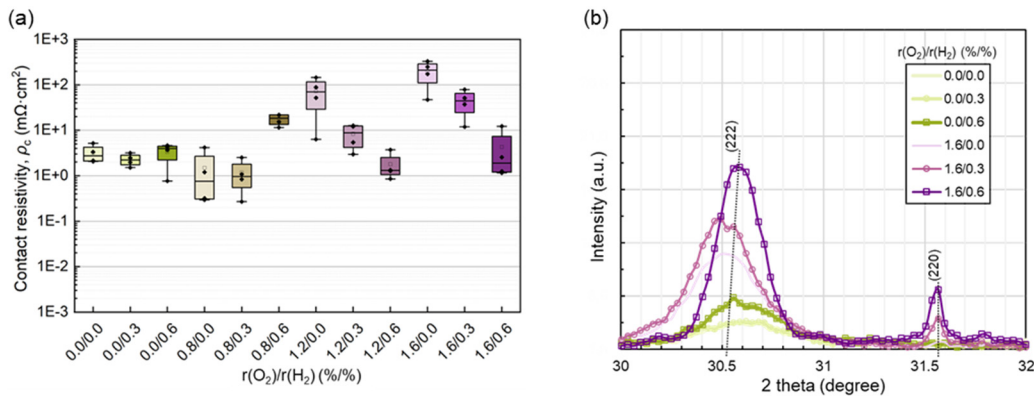 (a)
Contact resistivity, ρc (mΩ·cm²)
1E+3
1E+2
1E+1
1E+0
1E-1
1E-2
1E-3
0.0/0.0
0.0/0.3
0.0/0.6
0.8/0.0
0.8/0.3
0.8/0.6
1.2/0.0
1.2/0.3
1.2/0.6
1.6/0.0
1.6/0.3
1.6/0.6
r(O₂)/r(H₂) (%/%)
(b)
Intensity (a.u.)
(222)
(220)
r(O₂)/r(H₂) (%/%)
0.0/0.0
0.0/0.3
0.0/0.6
1.6/0.0
1.6/0.3
1.6/0.6
30
30.5
31
31.5
32
2 theta (degree)